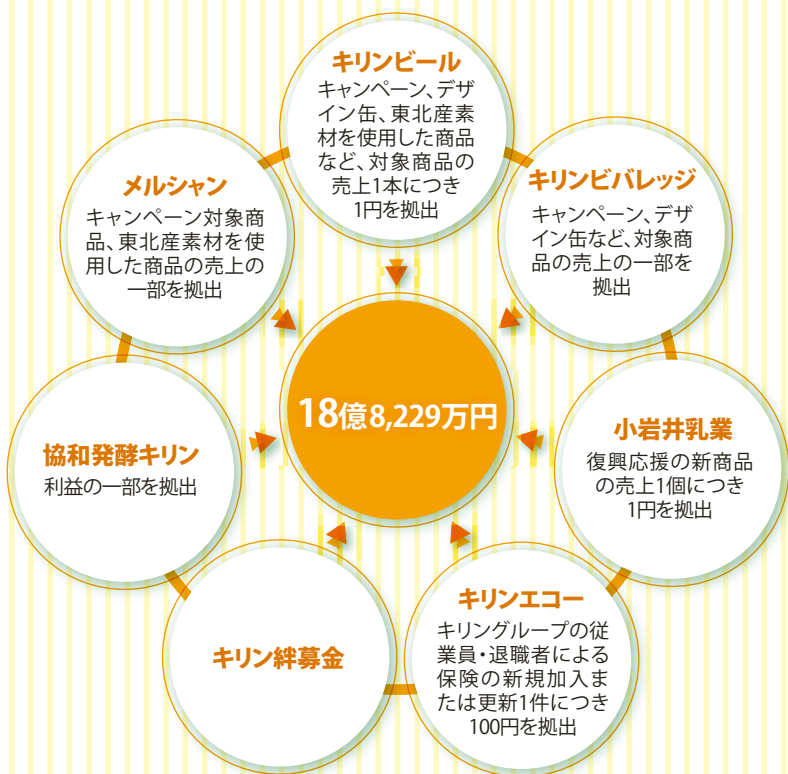 キリンビール
キャンペーン、デザ
イン缶、東北産素
材を使用した商品
など、対象商品の
売上1本につき
1円を拠出
キリンビバレッジ
キャンペーン、デザ
イン缶など、対象商
品の売上の一部を
拠出
小岩井乳業
復興応援の新商品
の売上1個につき
1円を拠出
キリンエコー
キリングループの従
業員・退職者による
保険の新規加入ま
たは更新1件につき
100円を拠出
キリン絆募金
協和発酵キリン
利益の一部を拠出
メルシャン
キャンペーン対象商
品、東北産素材を使
用した商品の売上の
一部を拠出
18億8,229万円